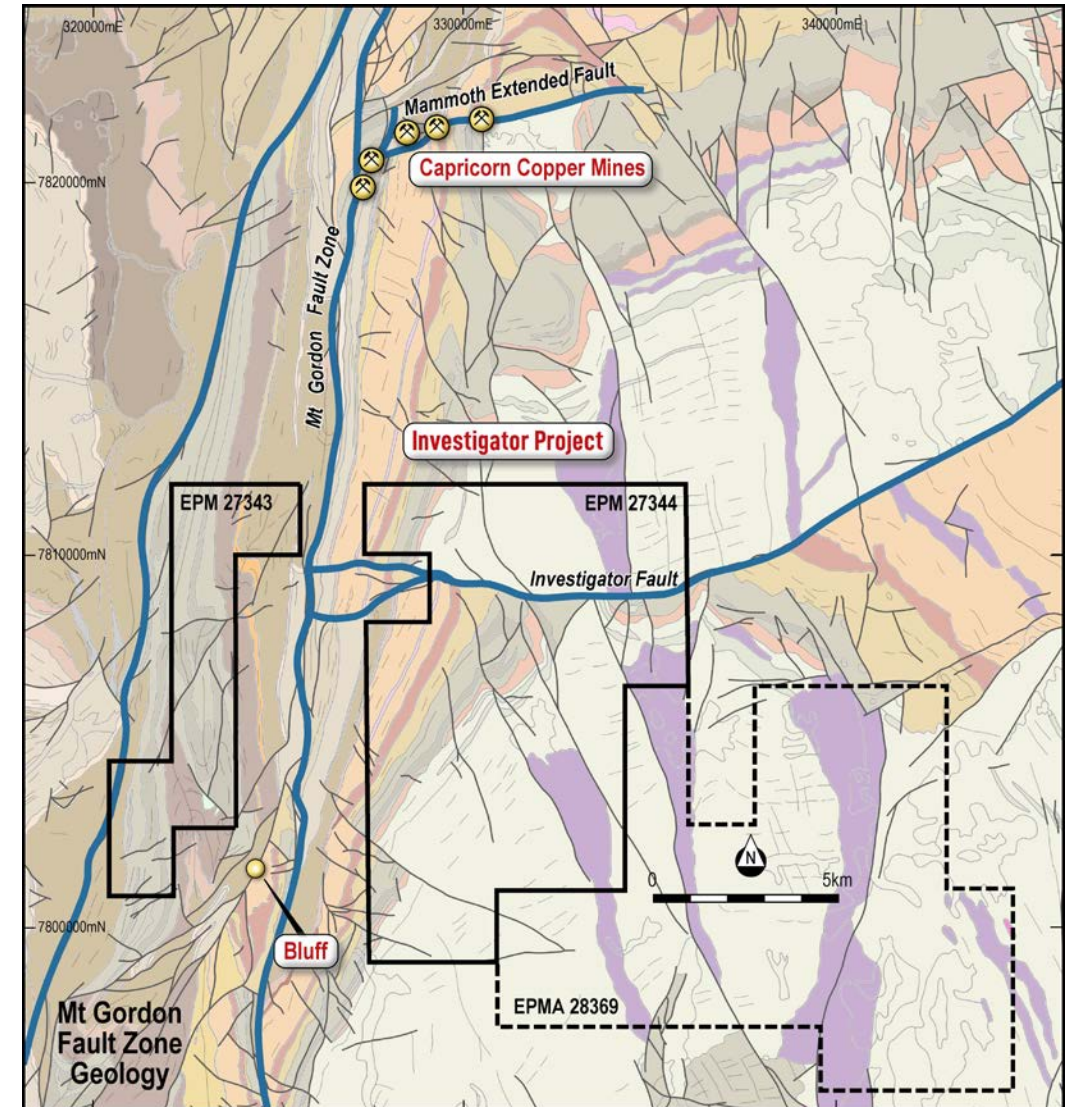 320000mE
330000mE
340000mE
Mammoth Extended Fault
Capricorn Copper Mines
7820000mN
Mt Gordon Fault Zone
Investigator Project
EPM 27343
EPM 27344
7810000mN
Investigator Fault
N
0
5km
7800000mN
Bluff
EPMA 28369
Mt Gordon
Fault Zone
Geology